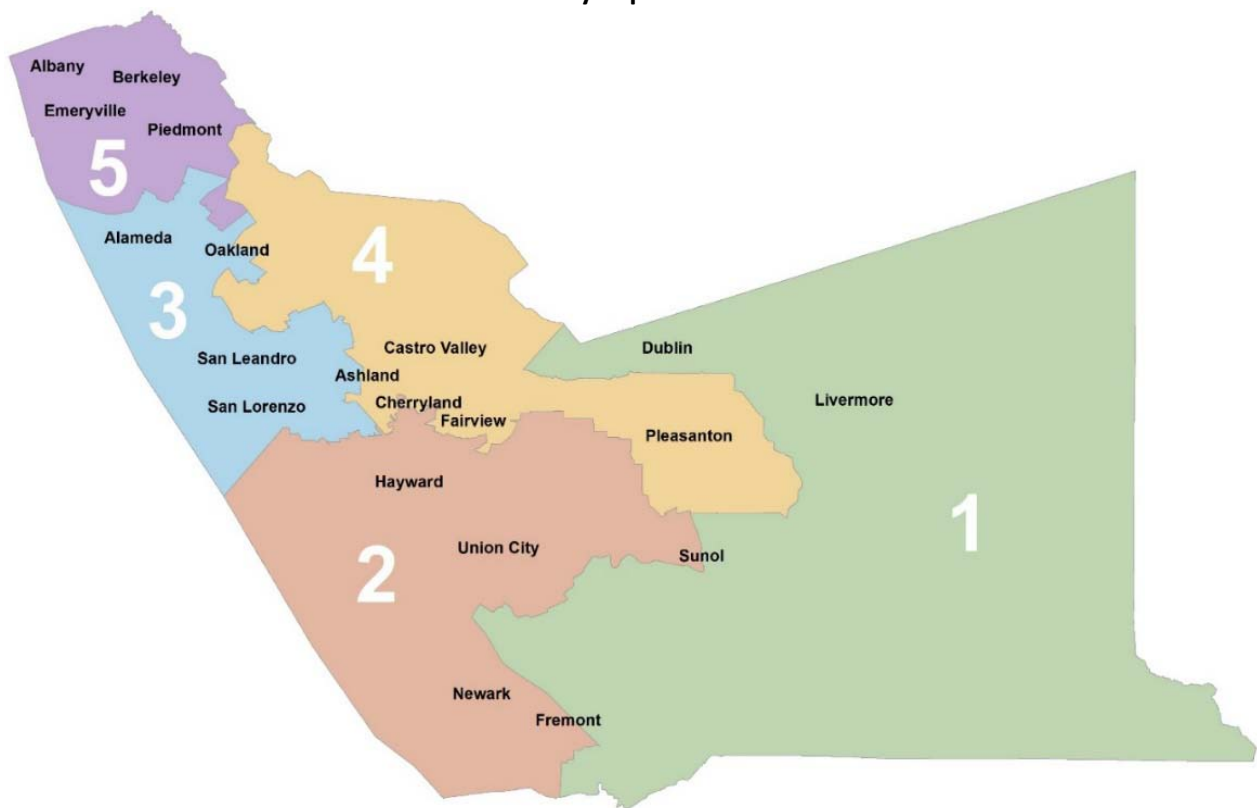 Albany
Berkeley
Emeryville
Piedmont
5
Alameda
Oakland
4
3
Castro Valley
Dublin
San Leandro
Ashland
Livermore
San Lorenzo
Cherryland
Fairview
Pleasanton
Hayward
1
Union City
Sunol
2
Newark
Fremont